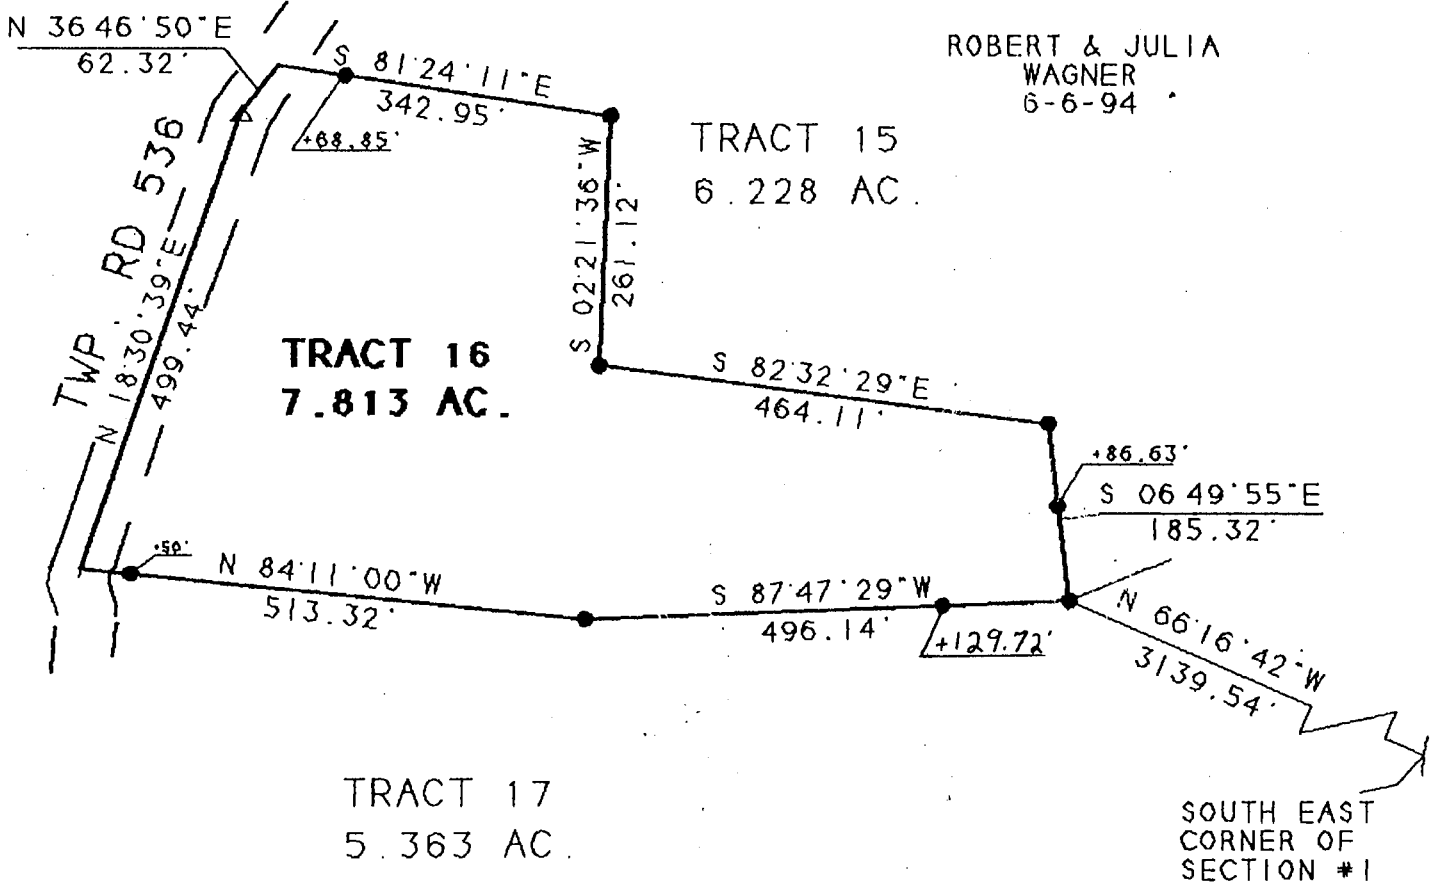 N 36 46'50"E
62.32'
S 81°24'11"E
342.95'
+68.85'
ROBERT & JULIA
WAGNER
6-6-94
TRACT 15
6.228 AC.
TWP. RD 536
N 18°30'39"E
499.44'
S 02°21'36"W
261.12'
TRACT 16
7.813 AC.
S 82°32'29"E
464.11'
+86.63'
S 06 49'55"E
185.32'
+50'
N 84°11'00"W
513.32'
S 87°47'29"W
496.14'
+129.72'
N 66°16'42"W
3139.54'
TRACT 17
5.363 AC.
SOUTH EAST
CORNER OF
SECTION #1